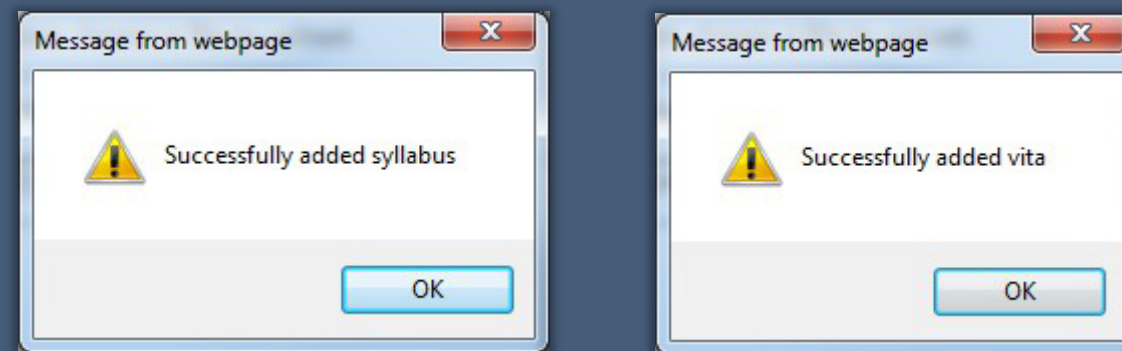 Message from webpage
Successfully added syllabus
OK
Message from webpage
Successfully added vita
OK